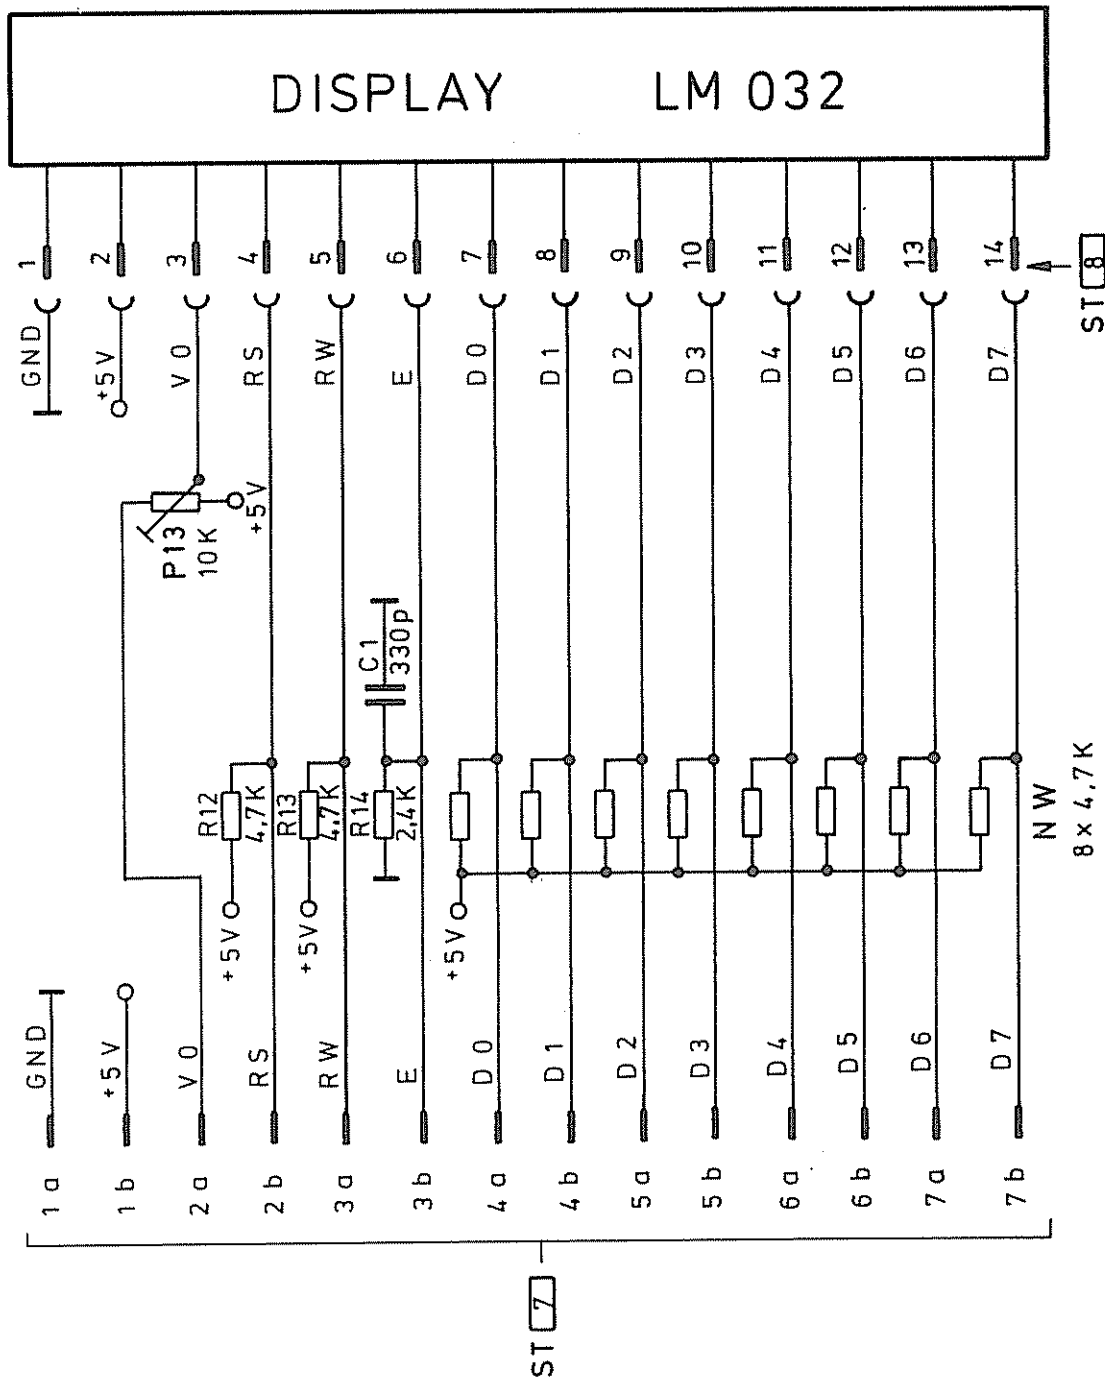 DISPLAY LM 032
1
2
3
4
5
6
7
8
9
10
11
12
13
14
ST 8
GND
+5V
V0
RS
RW
E
D0
D1
D2
D3
D4
D5
D6
D7
P13
10K
+5V
C1
330p
R12
4,7K
R13
4,7K
R14
2,4K
+5V
+5V
+5V
NW
8 x 4,7K
GND
+5V
V0
RS
RW
E
D0
D1
D2
D3
D4
D5
D6
D7
1a
1b
2a
2b
3a
3b
4a
4b
5a
5b
6a
6b
7a
7b
ST 7